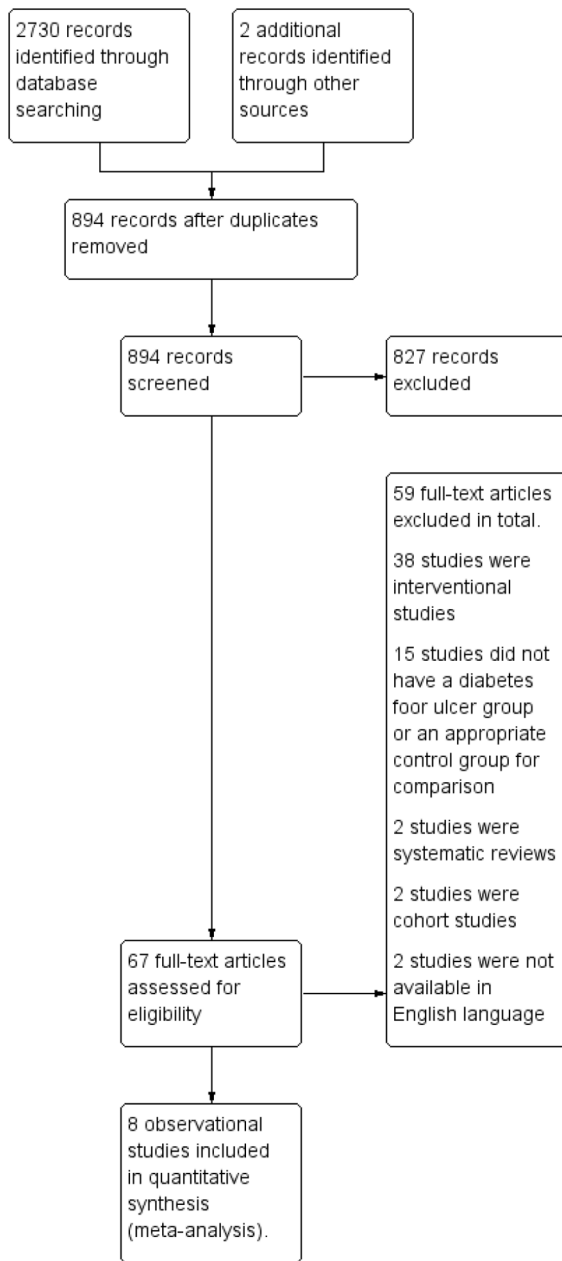 2730 records
identified through
database
searching
2 additional
records identified
through other
sources
894 records after duplicates
removed
894 records
screened
827 records
excluded
59 full-text articles
excluded in total.
38 studies were
interventional
studies
15 studies did not
have a diabetes
foor ulcer group
or an appropriate
control group for
comparison
2 studies were
systematic reviews
2 studies were
cohort studies
2 studies were not
available in
English language
67 full-text articles
assessed for
eligibility
8 observational
studies included
in quantitative
synthesis
(meta-analysis).